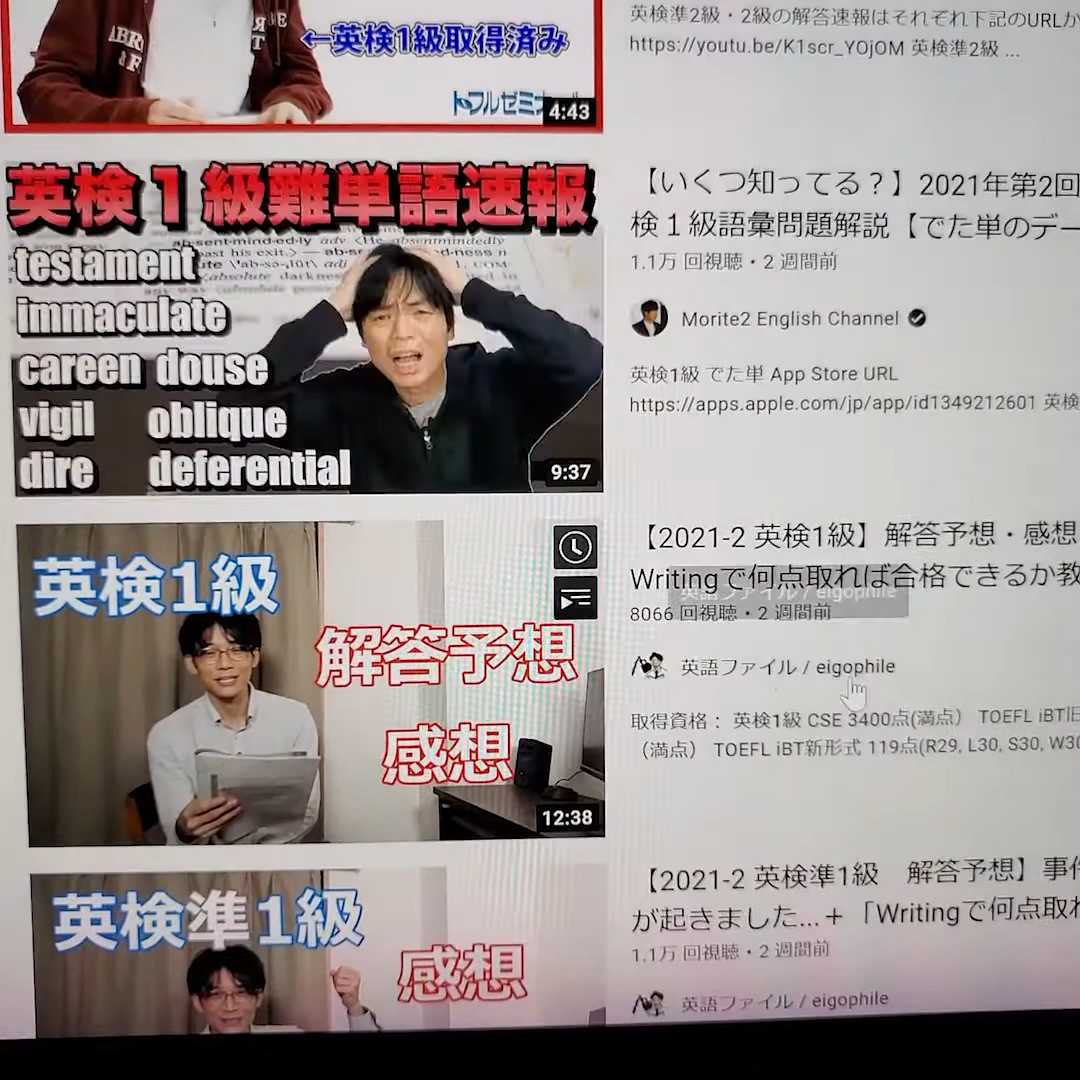 英検準2級・2級の解答速報はそれぞれ下記のURLか
https://youtu.be/K1scr_YOjOM 英検準2級 ...
←英検1級取得済み
トフルゼミナール
4:43
英検1級難単語速報
testament
immaculate
careen douse
vigil oblique
dire deferential
9:37
【いくつ知ってる？】2021年第2回
検１級語彙問題解説【でた単のデー
1.1万 回視聴・2 週間前
Morite2 English Channel
英検1級 でた単 App Store URL
https://apps.apple.com/jp/app/id1349212601 英検
英検1級
解答予想
感想
12:38
【2021-2 英検1級】解答予想・感想
Writingで何点取れば合格できるか教
英語ファイル / eigophile
8066 回視聴・2 週間前
英語ファイル / eigophile
取得資格： 英検1級 CSE 3400点(満点） TOEFL iBT旧
（満点） TOEFL iBT新形式 119点(R29, L30, S30, W30
英検準1級
感想
【2021-2 英検準1級　解答予想】事件
が起きました...＋「Writingで何点取れ
1.1万 回視聴・2 週間前
英語ファイル / eigophile